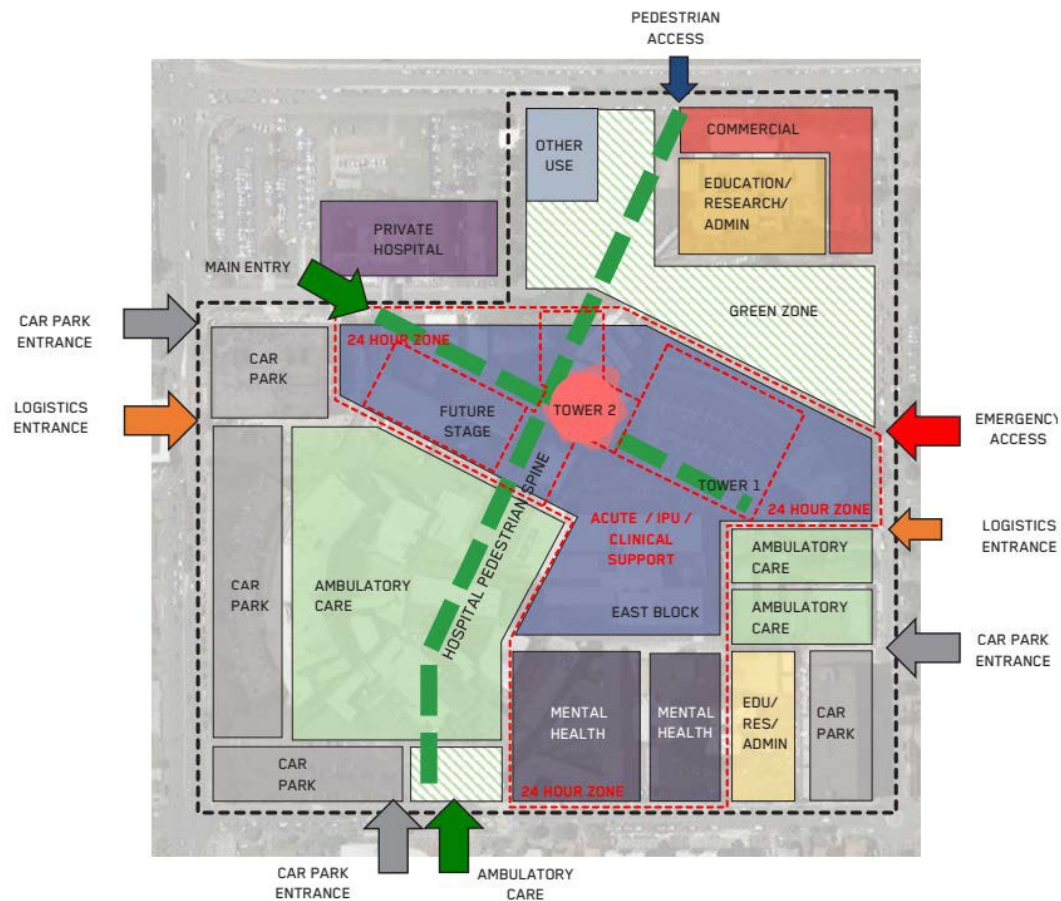 PEDESTRIAN
ACCESS
COMMERCIAL
OTHER
USE
EDUCATION/
RESEARCH/
ADMIN
PRIVATE
HOSPITAL
MAIN ENTRY
GREEN ZONE
CAR PARK
ENTRANCE
24 HOUR ZONE
CAR
PARK
LOGISTICS
ENTRANCE
FUTURE
STAGE
TOWER 2
EMERGENCY
ACCESS
HOSPITAL PEDESTRIAN SPINE
TOWER 1
24 HOUR ZONE
ACUTE / IPU /
CLINICAL
SUPPORT
LOGISTICS
ENTRANCE
AMBULATORY
CARE
CAR
PARK
AMBULATORY
CARE
AMBULATORY
CARE
EAST BLOCK
CAR PARK
ENTRANCE
MENTAL
HEALTH
MENTAL
HEALTH
EDU/
RES/
ADMIN
CAR
PARK
CAR
PARK
24 HOUR ZONE
CAR PARK
ENTRANCE
AMBULATORY
CARE